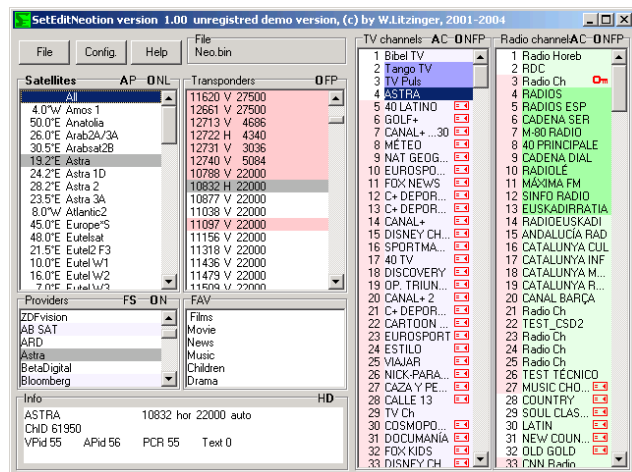 SetEditNeotion version 1.00 unregistred demo version, (c) by W.Litzinger, 2001-2004
File Config. Help
File
Neo.bin
Satellites AP ONL
All
4.0°W Amos 1
50.0°E Anatolia
26.0°E Arab2A/3A
30.5°E Arabsat2B
19.2°E Astra
24.2°E Astra 1D
28.2°E Astra 2
23.5°E Astra 3A
8.0°W Atlantic2
45.0°E Europe*S
48.0°E Eutelsat
21.5°E Eutel2 F3
10.0°E Eutel W1
16.0°E Eutel W2
7.0°E Eutel W3
Transponders OFP
11620 V 27500
12661 V 27500
12713 V 4686
12722 H 4340
12731 V 3036
12740 V 5084
10788 V 22000
10832 H 22000
10877 V 22000
11038 V 22000
11097 V 22000
11156 V 22000
11318 V 22000
11436 V 22000
11479 V 22000
11509 V 22000
Providers FS ON
ZDFvision
AB SAT
ARD
Astra
BetaDigital
Bloomberg
FAV
Films
Movie
News
Music
Children
Drama
Info HD
ASTRA 10832 hor 22000 auto
ChID 61950
VPid 55 APid 56 PCR 55 Text 0
TV channels AC-ONFP
1 Bibel TV
2 Tango TV
3 TV Puls
4 ASTRA
5 40 LATINO
6 GOLF+
7 CANAL+ ...30
8 MÉTEO
9 NAT GEOG...
10 EUROSPO...
11 FOX NEWS
12 C+ DEPOR...
13 C+ DEPOR...
14 CANAL+
15 DISNEY CH...
16 SPORTMA...
17 40 TV
18 DISCOVERY
19 OP. TRIUN...
20 CANAL+ 2
21 C+ DEPOR...
22 CARTOON ...
23 EUROSPORT
24 ESTILO
25 VIAJAR
26 NICK-PARA...
27 CAZA Y PE...
28 CALLE 13
29 TV Ch
30 COSMOPO...
31 DOCUMANÍA
32 FOX KIDS
33 DISNEY CH...
Radio channels AC-ONFP
1 Radio Horeb
2 RDC
3 Radio Ch
4 RADIOS
5 RADIOS ESP
6 CADENA SER
7 M-80 RADIO
8 40 PRINCIPALE
9 CADENA DIAL
10 RADIOLÉ
11 MÁXIMA FM
12 SINFO RADIO
13 EUSKADIRRATIA
14 RADIOEUSKADI
15 ANDALUCÍA RAD
16 CATALUNYA CUL
17 CATALUNYA INF
18 CATALUNYA M...
19 CATALUNYA R...
20 CANAL BARÇA
21 Radio Ch
22 TEST_CSD2
23 Radio Ch
24 Radio Ch
25 Radio Ch
26 TEST TÉCNICO
27 MUSIC CHO...
28 COUNTRY
29 SOUL CLAS...
30 LATIN
31 NEW COUN...
32 OLD GOLD
33 CNN Radio